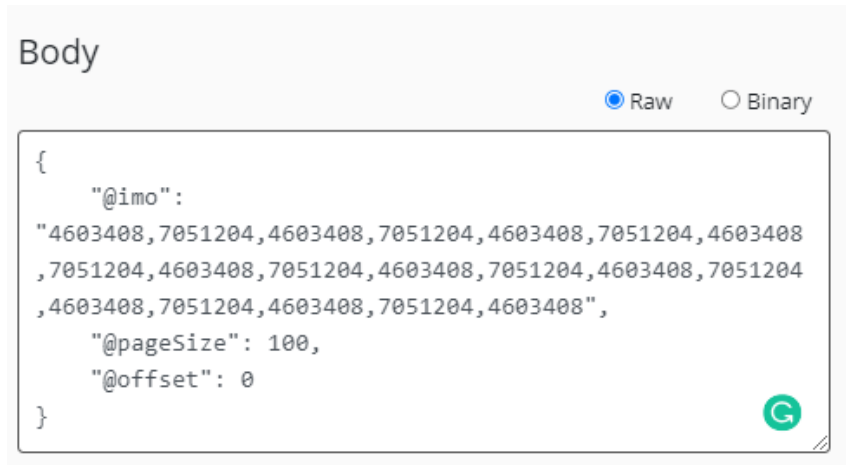 Body
Raw Binary
{
"@imo":
"4603408,7051204,4603408,7051204,4603408,7051204,4603408
,7051204,4603408,7051204,4603408,7051204,4603408,7051204
,4603408,7051204,4603408,7051204,4603408",
"@pageSize": 100,
"@offset": 0
}